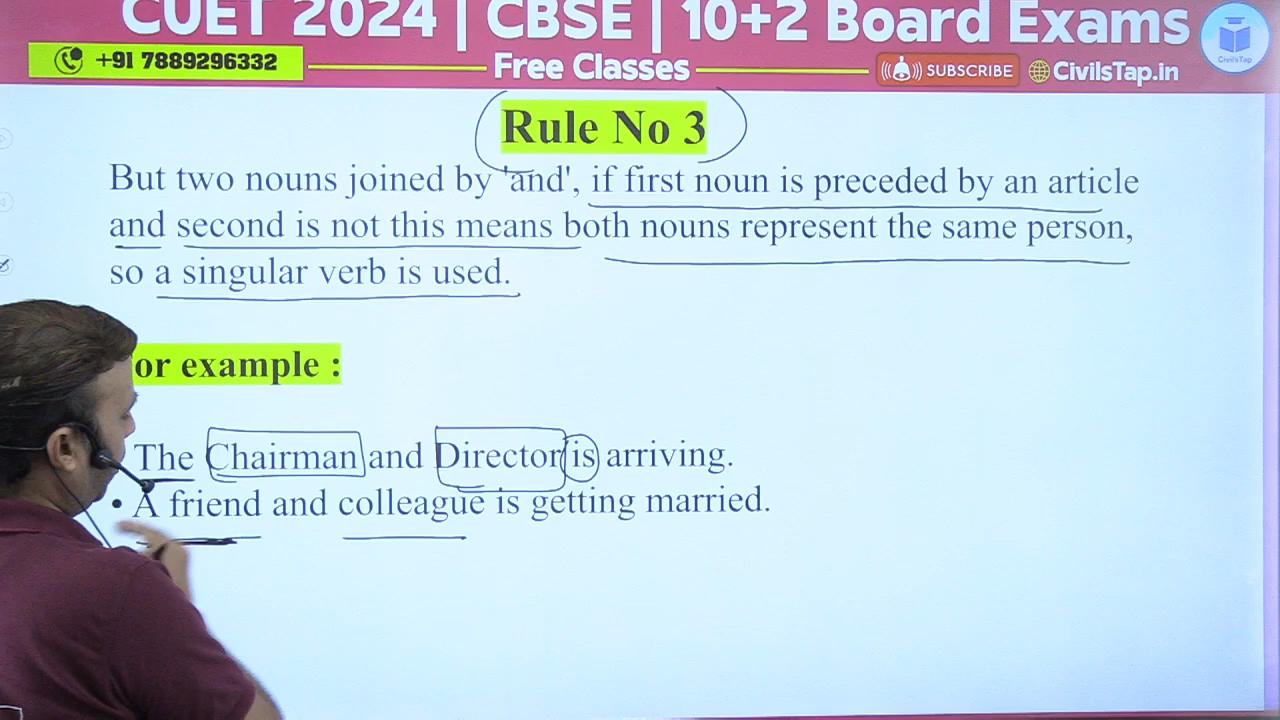 CUET 2024 | CBSE | 10+2 Board Exams
+91 7889296332
Free Classes
SUBSCRIBE
CivilsTap.in
CivilsTap
Rule No 3
But two nouns joined by 'and', if first noun is preceded by an article
and second is not this means both nouns represent the same person,
so a singular verb is used.
or example :
The Chairman and Director is arriving.
• A friend and colleague is getting married.